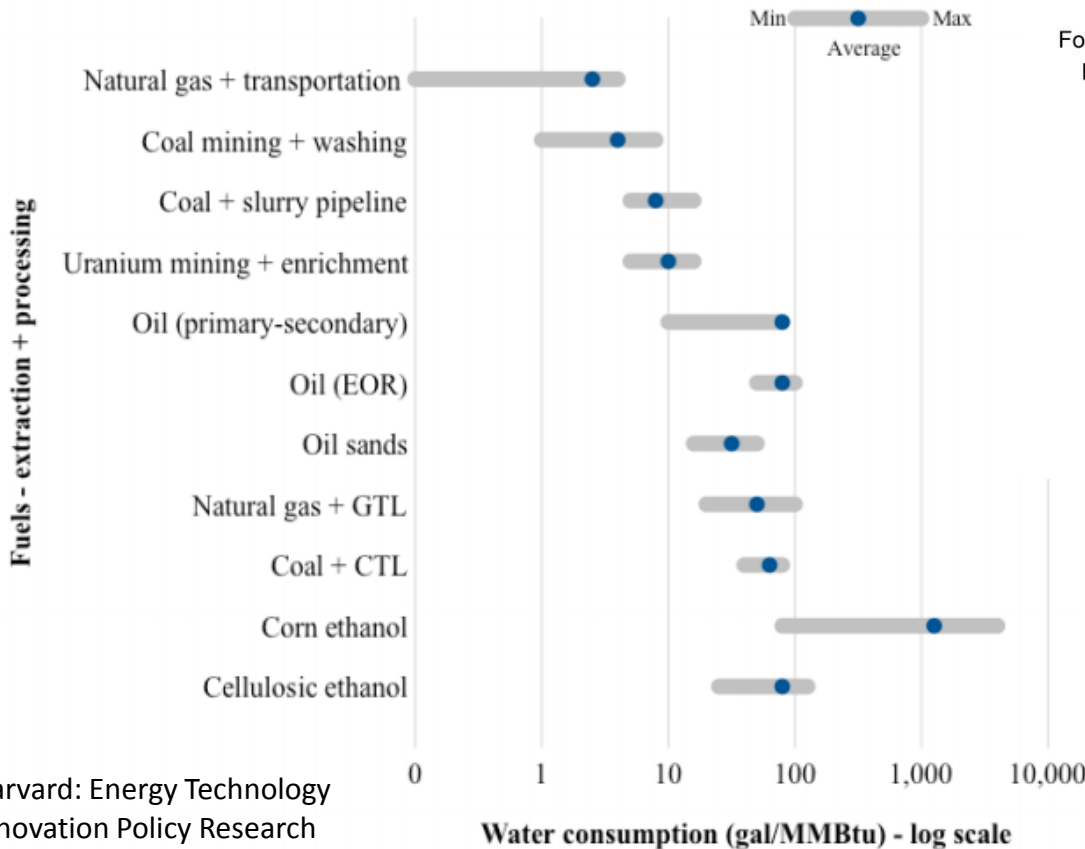 Min
Max
Average
Fo
Natural gas + transportation
Coal mining + washing
Coal + slurry pipeline
Uranium mining + enrichment
Oil (primary-secondary)
Oil (EOR)
Oil sands
Natural gas + GTL
Coal + CTL
Corn ethanol
Cellulosic ethanol
Fuels - extraction + processing
0 1 10 100 1,000 10,000
Water consumption (gal/MMBtu) - log scale
arvard: Energy Technology
novation Policy Research